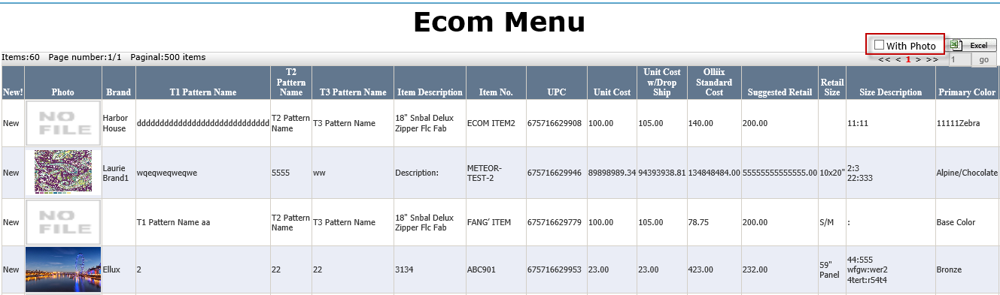 Ecom Menu
With Photo
Excel
Items:60 Page number:1/1 Paginal:500 items
<< < 1 > >> 1 go
New! Photo Brand T1 Pattern Name T2 Pattern Name T3 Pattern Name Item Description Item No. UPC Unit Cost Unit Cost w/Drop Ship Olliix Standard Cost Suggested Retail Retail Size Size Description Primary Color
New NO FILE Harbor House dddddddddddddddddddddddddddddd T2 Pattern Name T3 Pattern Name 18" Snbal Delux Zipper Flc Fab ECOM ITEM2 675716629908 100.00 105.00 140.00 200.00 11:11 11111Zebra
New Laurie Brand1 wqeqweqweqwe 5555 ww Description: METEOR-TEST-2 675716629946 89898989.34 94393938.81 134848484.00 55555555555555.00 10x20" 2:3 22:333 Alpine/Chocolate
New NO FILE T1 Pattern Name aa T2 Pattern Name T3 Pattern Name 18" Snbal Delux Zipper Flc Fab FANG' ITEM 675716629779 100.00 105.00 78.75 200.00 S/M : Base Color
New Ellux 2 22 22 3134 ABC901 675716629953 23.00 23.00 423.00 232.00 59" Panel 44:555 wfgw:wer2 4tert:r54t4 Bronze